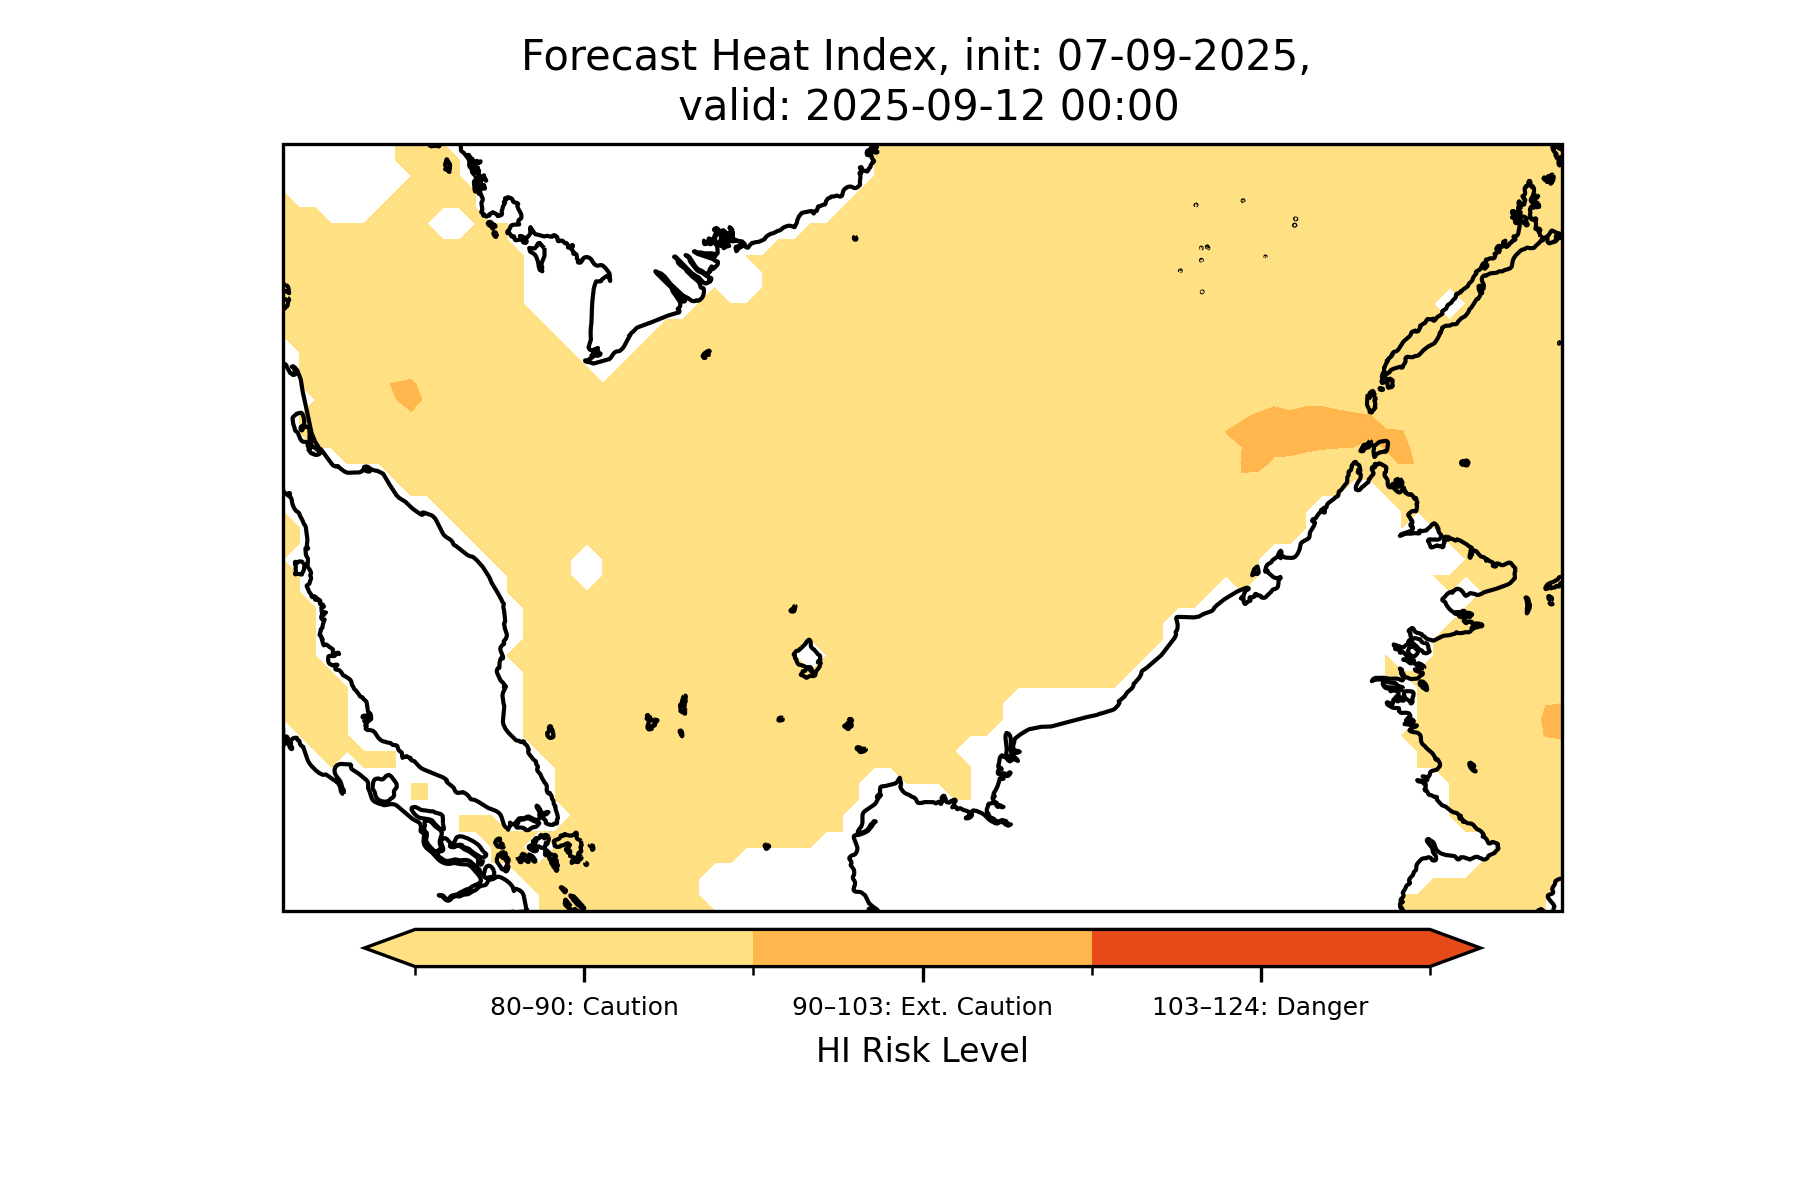 Forecast Heat Index, init: 07-09-2025,
valid: 2025-09-12 00:00
80–90: Caution
90–103: Ext. Caution
103–124: Danger
HI Risk Level